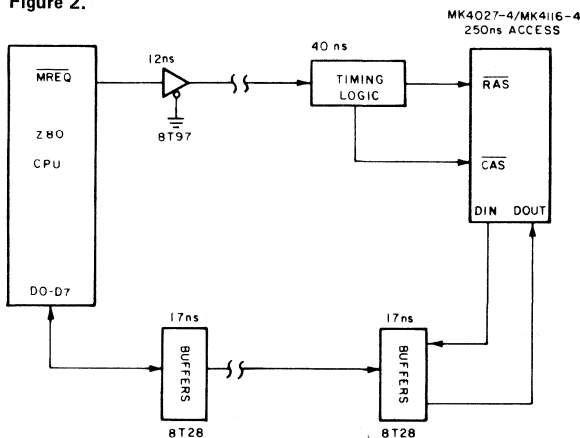 Figure 2.
MK4027-4/MK4116-4
250ns ACCESS
12ns
40 ns
MREQ
TIMING
LOGIC
RAS
8T97
Z80
CPU
CAS
DIN DOUT
D0-D7
17ns
17ns
BUFFERS
BUFFERS
8T28
8T28